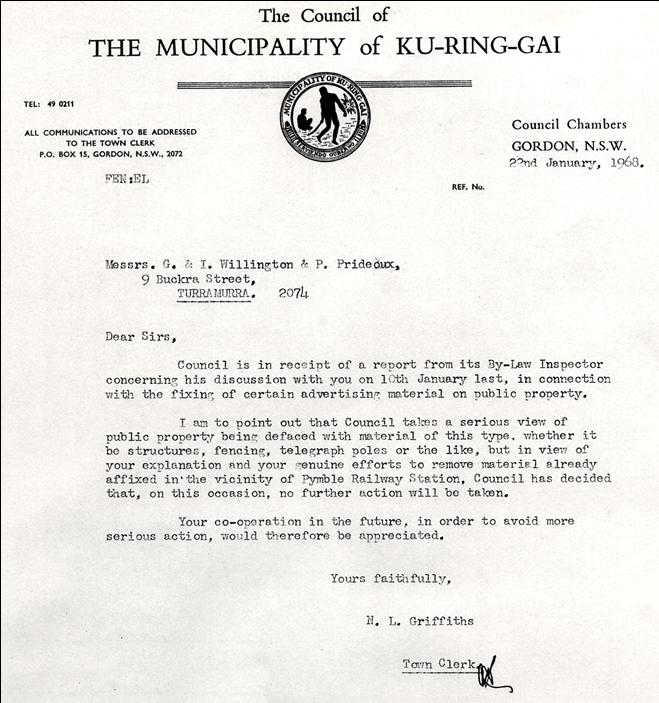 The Council of
THE MUNICIPALITY of KU-RING-GAI
MUNICIPALITY OF KU-RING-GAI
SERVIENDO GUBERNO
TEL: 49 0211
ALL COMMUNICATIONS TO BE ADDRESSED
TO THE TOWN CLERK
P.O. BOX 15, GORDON, N.S.W., 2072
Council Chambers
GORDON, N.S.W.
22nd January, 1968.
FEN:EL
REF. No.
Messrs. G. & I. Willington & P. Prideoux,
9 Buckra Street,
TURRAMURRA. 2074
Dear Sirs,
Council is in receipt of a report from its By-Law Inspector
concerning his discussion with you on 10th January last, in connection
with the fixing of certain advertising material on public property.
I am to point out that Council takes a serious view of
public property being defaced with material of this type, whether it
be structures, fencing, telegraph poles or the like, but in view of
your explanation and your genuine efforts to remove material already
affixed in the vicinity of Pymble Railway Station, Council has decided
that, on this occasion, no further action will be taken.
Your co-operation in the future, in order to avoid more
serious action, would therefore be appreciated.
Yours faithfully,
N. L. Griffiths
Town Clerk